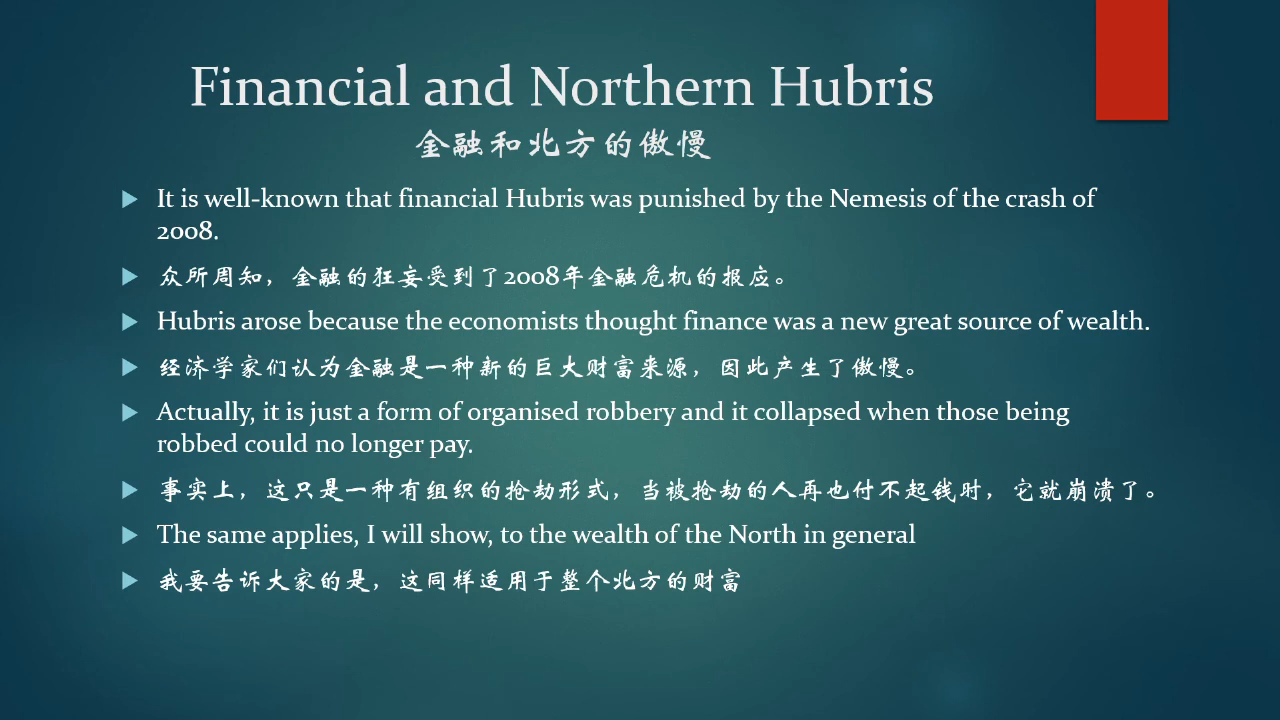 Financial and Northern Hubris
金融和北方的傲慢
It is well-known that financial Hubris was punished by the Nemesis of the crash of
2008.
众所周知，金融的狂妄受到了2008年金融危机的报应。
Hubris arose because the economists thought finance was a new great source of wealth.
经济学家们认为金融是一种新的巨大财富来源，因此产生了傲慢。
Actually, it is just a form of organised robbery and it collapsed when those being
robbed could no longer pay.
事实上，这只是一种有组织的抢劫形式，当被抢劫的人再也付不起钱时，它就崩溃了。
The same applies, I will show, to the wealth of the North in general
我要告诉大家的是，这同样适用于整个北方的财富